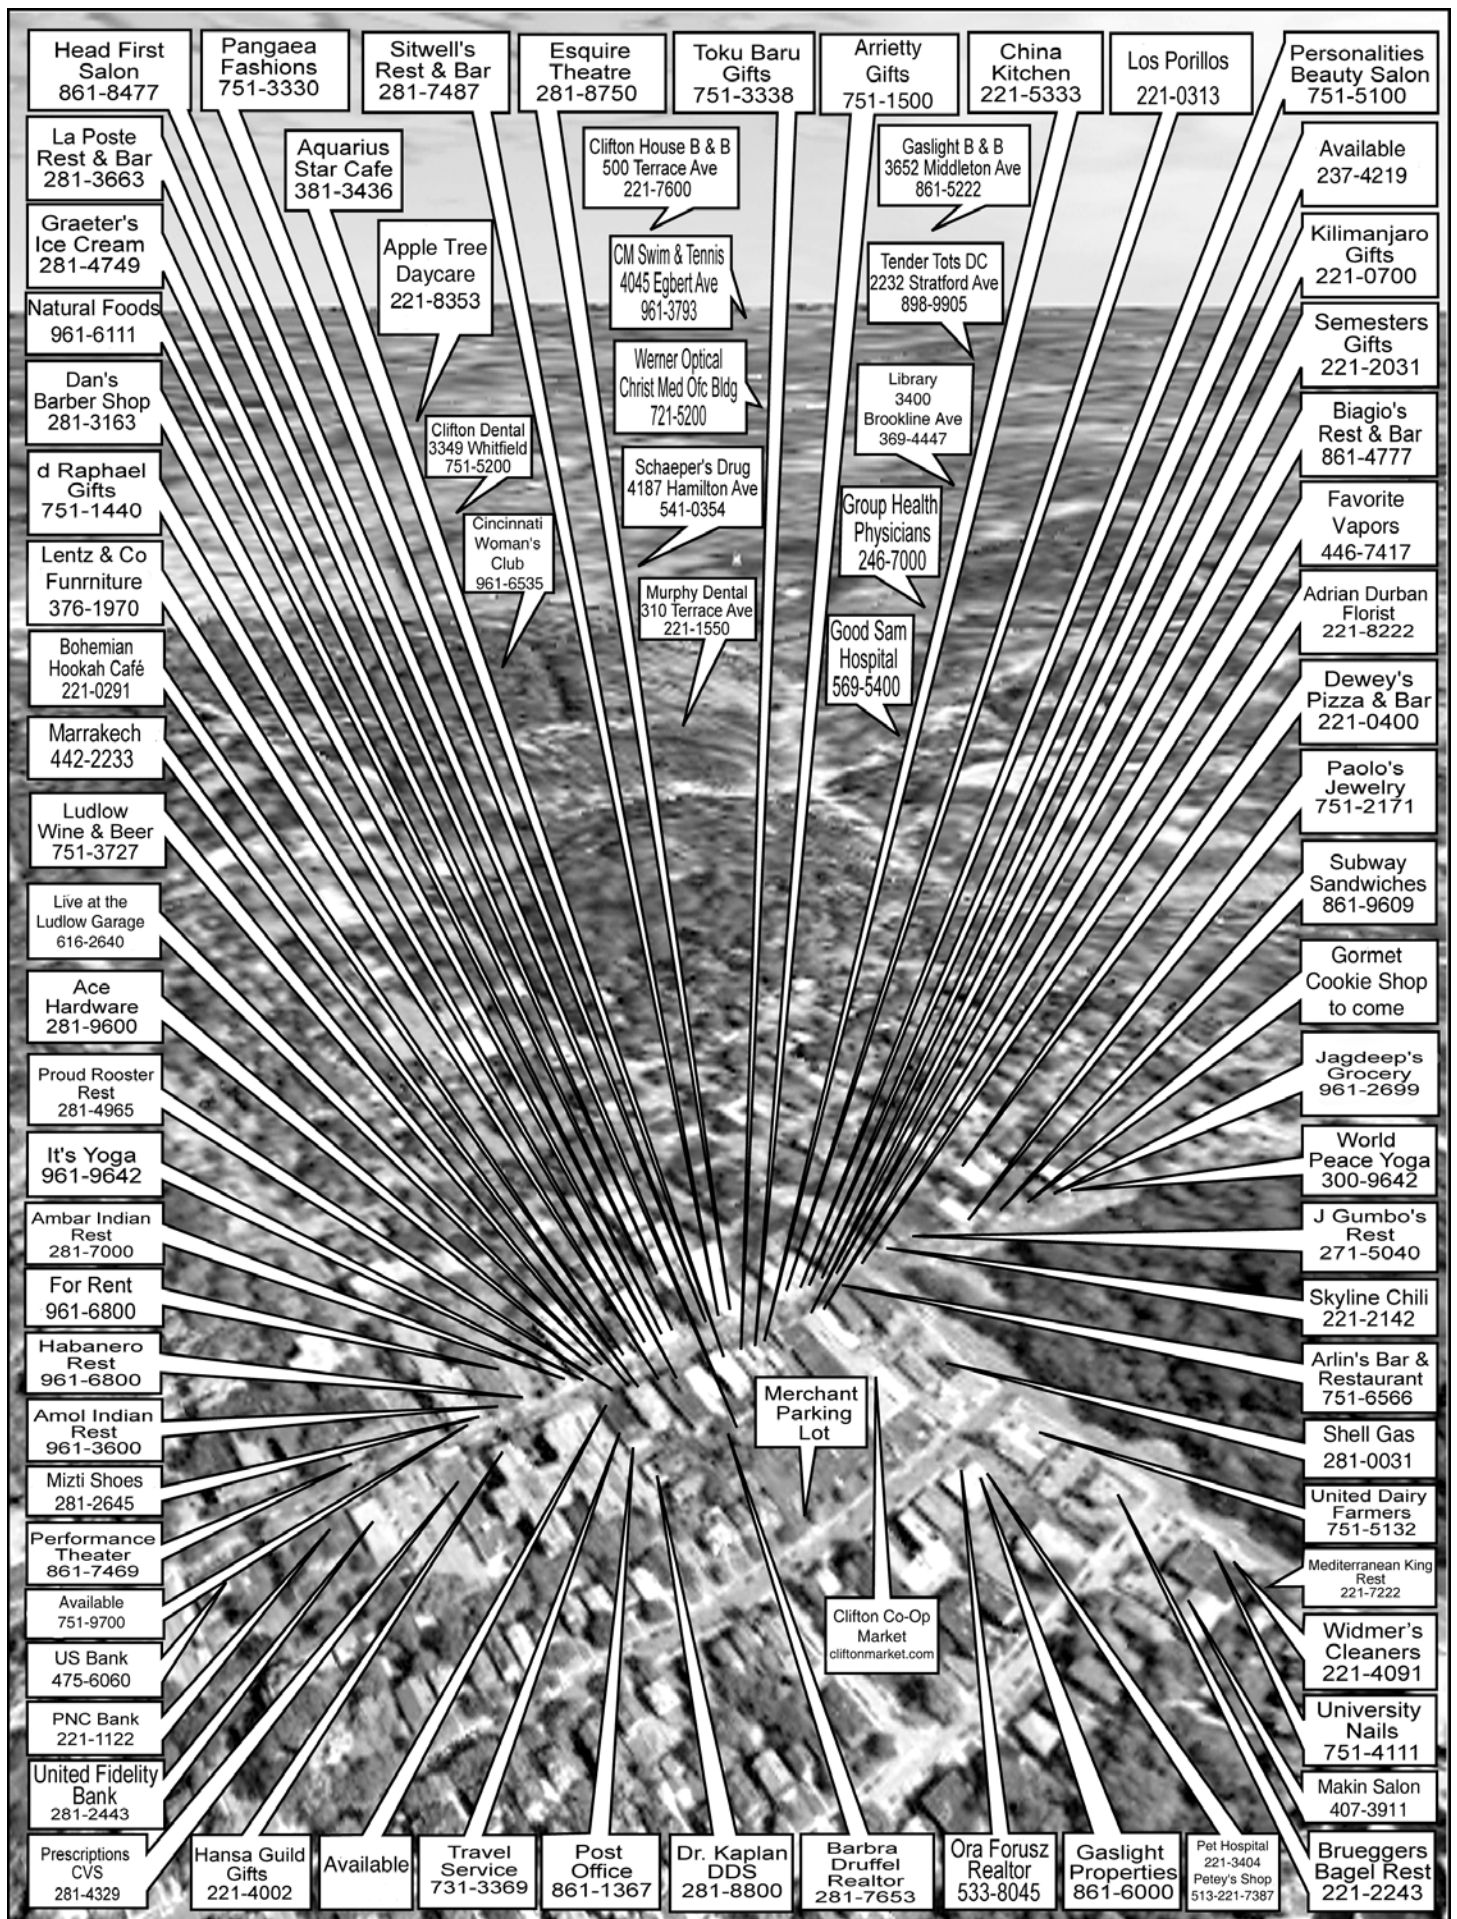 Head First
Salon
861-8477
Pangaea
Fashions
751-3330
Sitwell's
Rest & Bar
281-7487
Esquire
Theatre
281-8750
Toku Baru
Gifts
751-3338
Arrietty
Gifts
751-1500
China
Kitchen
221-5333
Los Porillos
221-0313
Personalities
Beauty Salon
751-5100
La Poste
Rest & Bar
281-3663
Graeter's
Ice Cream
281-4749
Natural Foods
961-6111
Dan's
Barber Shop
281-3163
d Raphael
Gifts
751-1440
Lentz & Co
Funrniture
376-1970
Bohemian
Hookah Café
221-0291
Marrakech
442-2233
Ludlow
Wine & Beer
751-3727
Live at the
Ludlow Garage
616-2640
Ace
Hardware
281-9600
Proud Rooster
Rest
281-4965
It's Yoga
961-9642
Ambar Indian
Rest
281-7000
For Rent
961-6800
Habanero
Rest
961-6800
Amol Indian
Rest
961-3600
Mizti Shoes
281-2645
Performance
Theater
861-7469
Available
751-9700
US Bank
475-6060
PNC Bank
221-1122
United Fidelity
Bank
281-2443
Prescriptions
CVS
281-4329
Aquarius
Star Cafe
381-3436
Apple Tree
Daycare
221-8353
Clifton Dental
3349 Whitfield
751-5200
Cincinnati
Woman's
Club
961-6535
Clifton House B & B
500 Terrace Ave
221-7600
CM Swim & Tennis
4045 Egbert Ave
961-3793
Werner Optical
Christ Med Ofc Bldg
721-5200
Schaeper's Drug
4187 Hamilton Ave
541-0354
Murphy Dental
310 Terrace Ave
221-1550
Gaslight B & B
3652 Middleton Ave
861-5222
Tender Tots DC
2232 Stratford Ave
898-9905
Library
3400
Brookline Ave
369-4447
Group Health
Physicians
246-7000
Good Sam
Hospital
569-5400
Available
237-4219
Kilimanjaro
Gifts
221-0700
Semesters
Gifts
221-2031
Biagio's
Rest & Bar
861-4777
Favorite
Vapors
446-7417
Adrian Durban
Florist
221-8222
Dewey's
Pizza & Bar
221-0400
Paolo's
Jewelry
751-2171
Subway
Sandwiches
861-9609
Gormet
Cookie Shop
to come
Jagdeep's
Grocery
961-2699
World
Peace Yoga
300-9642
J Gumbo's
Rest
271-5040
Skyline Chili
221-2142
Arlin's Bar &
Restaurant
751-6566
Shell Gas
281-0031
United Dairy
Farmers
751-5132
Mediterranean King
Rest
221-7222
Widmer's
Cleaners
221-4091
University
Nails
751-4111
Makin Salon
407-3911
Brueggers
Bagel Rest
221-2243
Merchant
Parking
Lot
Clifton Co-Op
Market
cliftonmarket.com
Hansa Guild
Gifts
221-4002
Available
Travel
Service
731-3369
Post
Office
861-1367
Dr. Kaplan
DDS
281-8800
Barbra
Druffel
Realtor
281-7653
Ora Forusz
Realtor
533-8045
Gaslight
Properties
861-6000
Pet Hospital
221-3404
Petey's Shop
513-221-7387